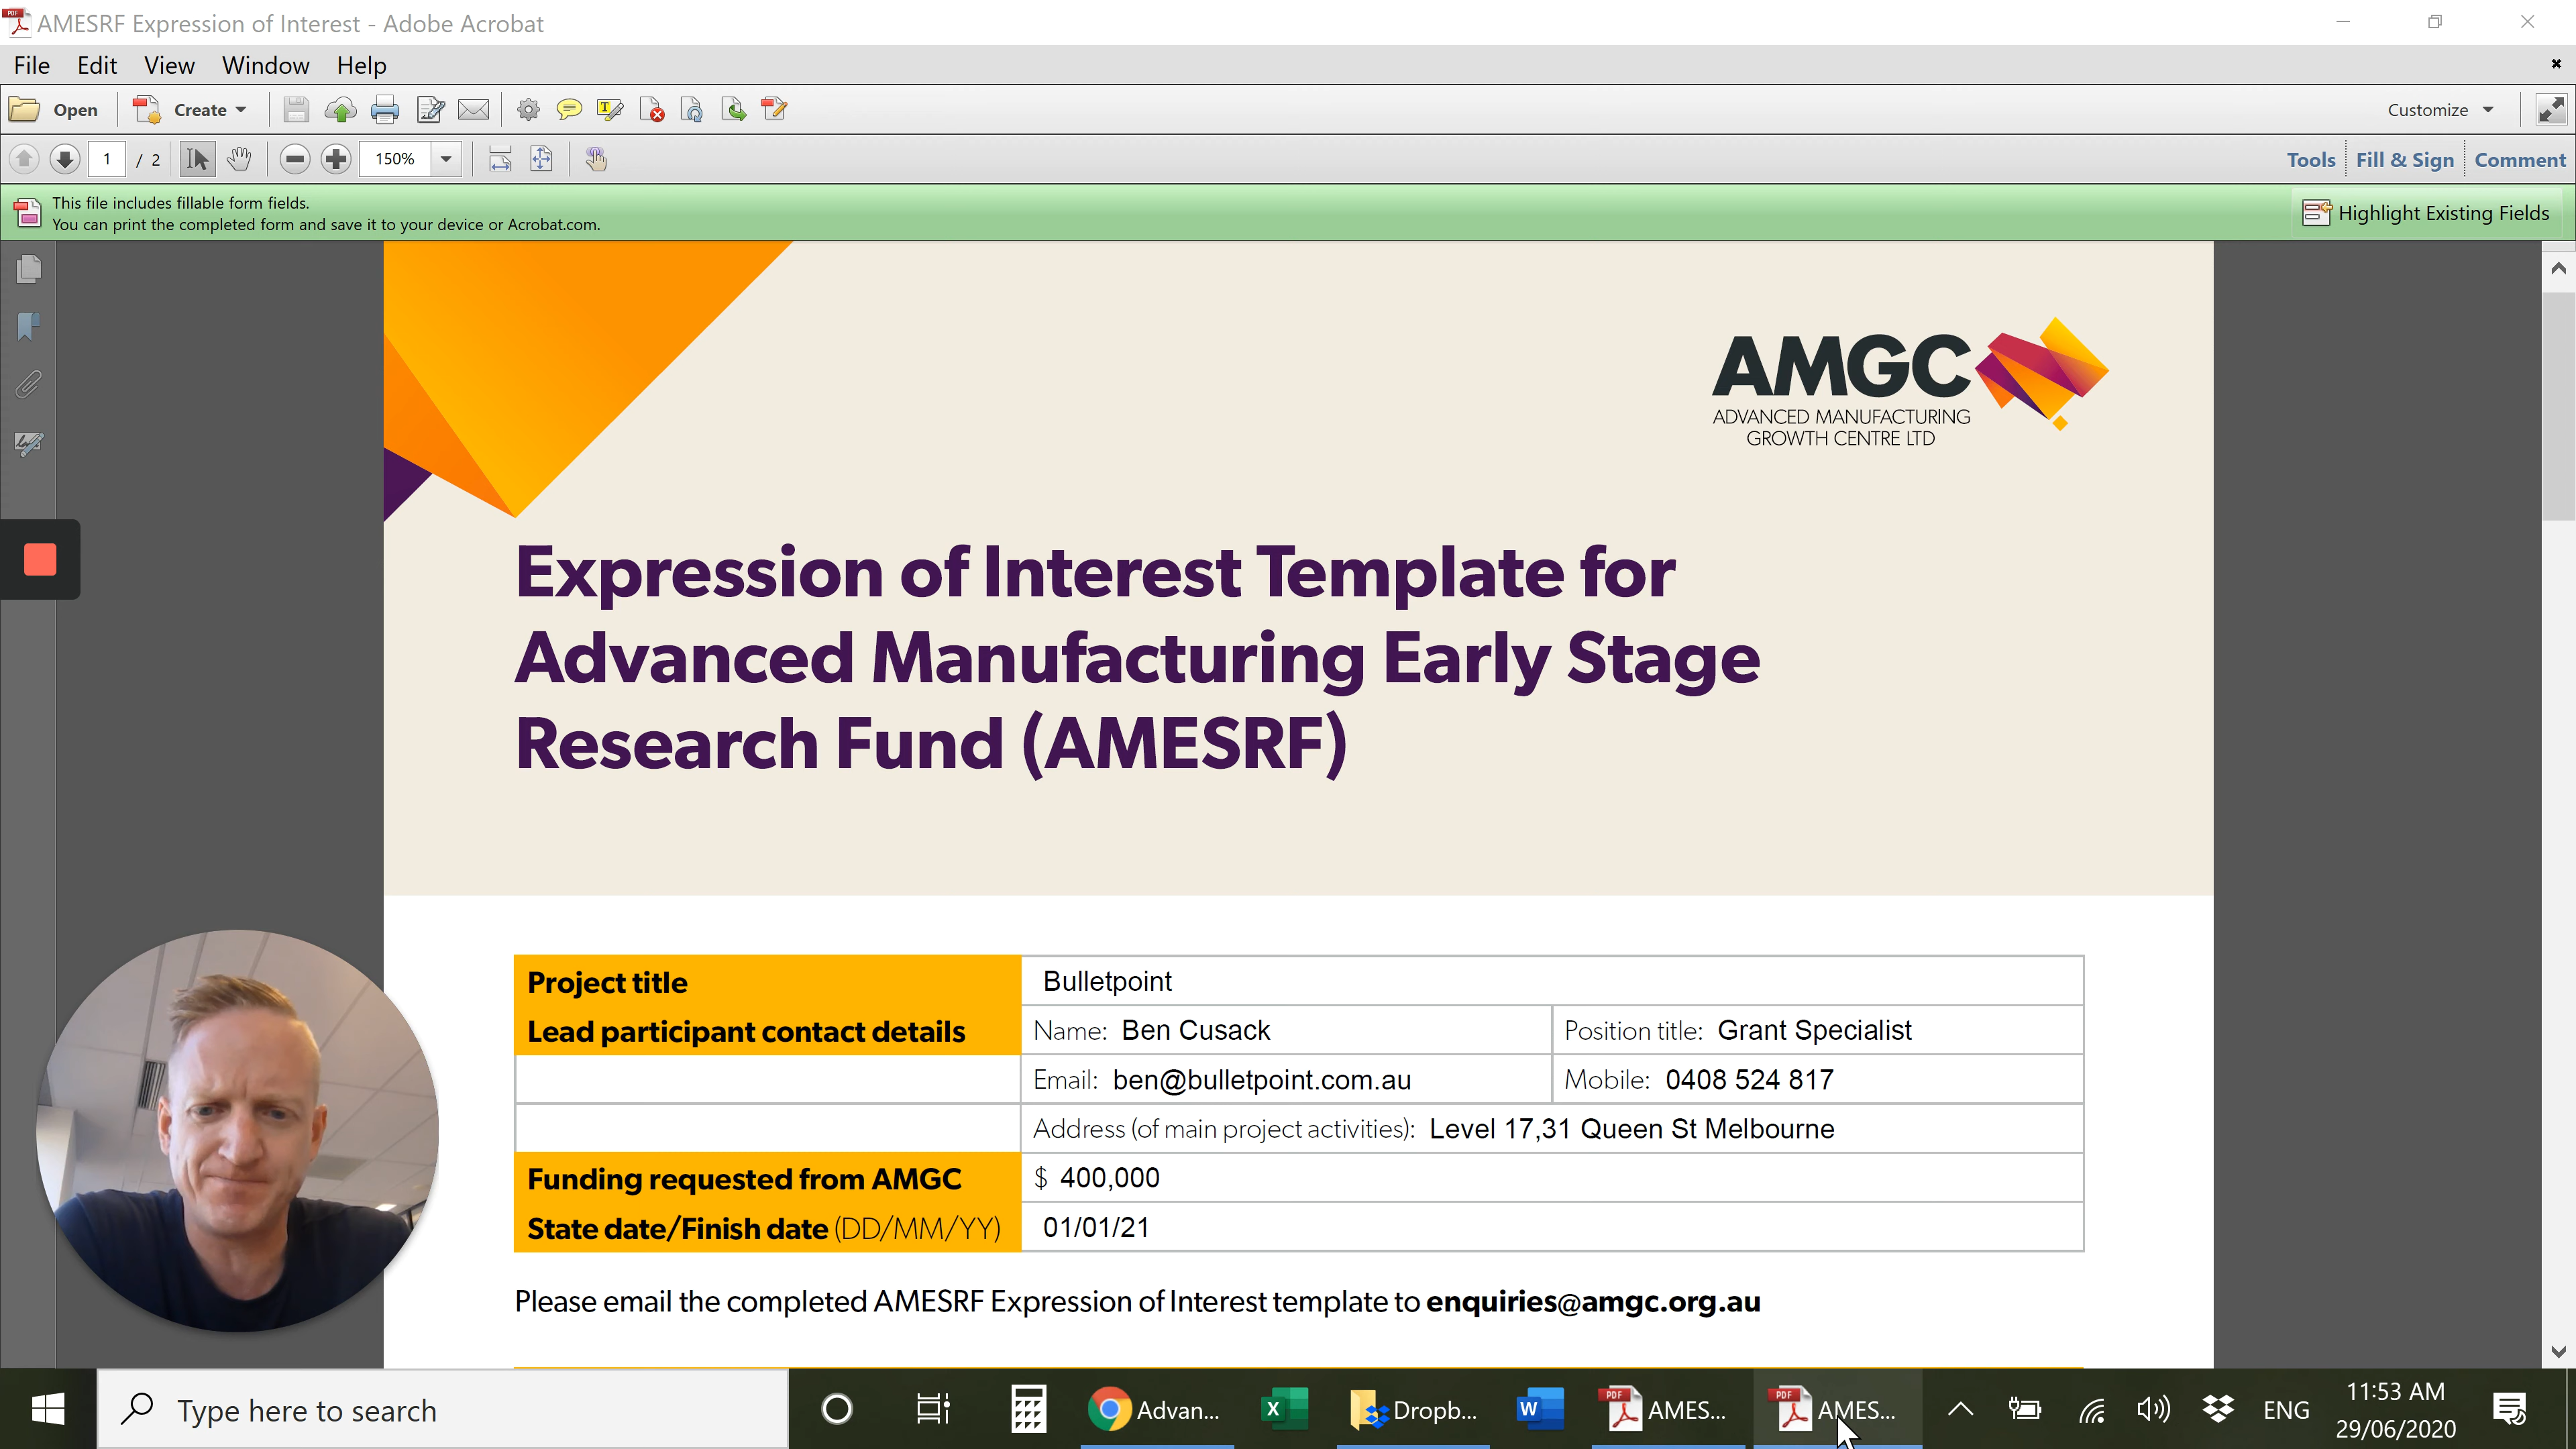 AMESRF Expression of Interest - Adobe Acrobat
File Edit View Window Help
Open Create Customize
1 / 2 150% Tools Fill & Sign Comment
This file includes fillable form fields.
You can print the completed form and save it to your device or Acrobat.com.
Highlight Existing Fields
AMGC
ADVANCED MANUFACTURING
GROWTH CENTRE LTD
Expression of Interest Template for
Advanced Manufacturing Early Stage
Research Fund (AMESRF)
Project title Bulletpoint
Lead participant contact details Name: Ben Cusack Position title: Grant Specialist
Email: ben@bulletpoint.com.au Mobile: 0408 524 817
Address (of main project activities): Level 17,31 Queen St Melbourne
Funding requested from AMGC $ 400,000
State date/Finish date (DD/MM/YY) 01/01/21
Please email the completed AMESRF Expression of Interest template to enquiries@amgc.org.au
Type here to search Advan... Dropb... AMES... AMES... ENG 11:53 AM
29/06/2020